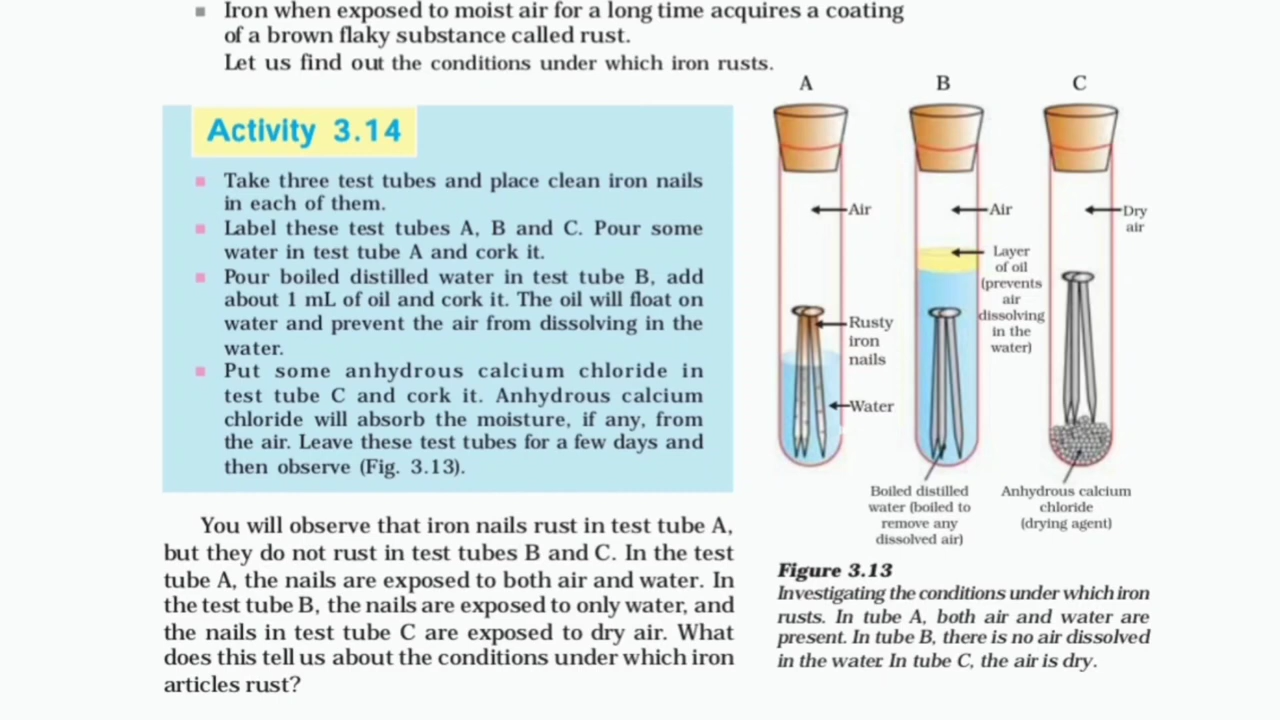 Iron when exposed to moist air for a long time acquires a coating
of a brown flaky substance called rust.
Let us find out the conditions under which iron rusts.
Activity 3.14
Take three test tubes and place clean iron nails
in each of them.
Label these test tubes A, B and C. Pour some
water in test tube A and cork it.
Pour boiled distilled water in test tube B, add
about 1 mL of oil and cork it. The oil will float on
water and prevent the air from dissolving in the
water.
Put some anhydrous calcium chloride in
test tube C and cork it. Anhydrous calcium
chloride will absorb the moisture, if any, from
the air. Leave these test tubes for a few days and
then observe (Fig. 3.13).
You will observe that iron nails rust in test tube A,
but they do not rust in test tubes B and C. In the test
tube A, the nails are exposed to both air and water. In
the test tube B, the nails are exposed to only water, and
the nails in test tube C are exposed to dry air. What
does this tell us about the conditions under which iron
articles rust?
A
B
C
Air
Rusty
iron
nails
Water
Air
Layer
of oil
(prevents
air
dissolving
in the
water)
Dry
air
Boiled distilled
water (boiled to
remove any
dissolved air)
Anhydrous calcium
chloride
(drying agent)
Figure 3.13
Investigating the conditions under which iron
rusts. In tube A, both air and water are
present. In tube B, there is no air dissolved
in the water. In tube C, the air is dry.